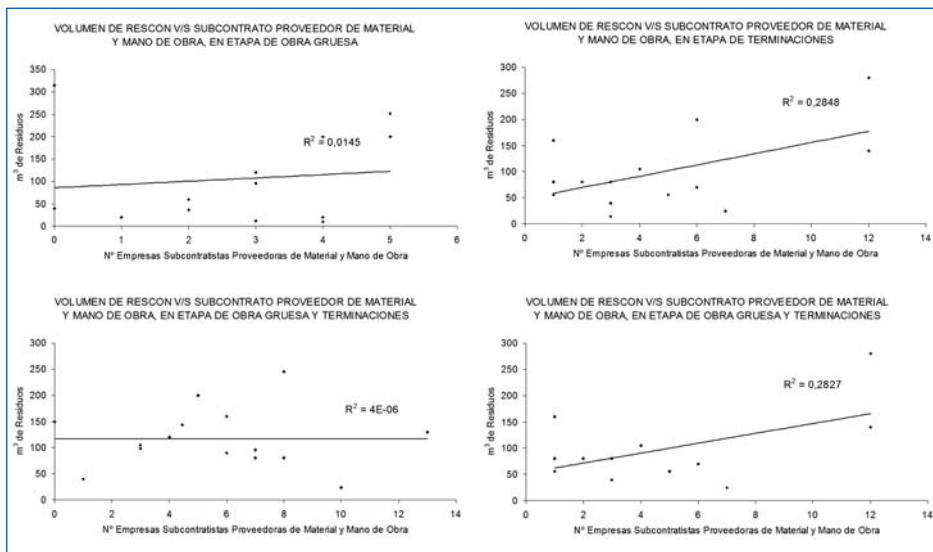 VOLUMEN DE RESCON V/S SUBCONTRATO PROVEEDOR DE MATERIAL
Y MANO DE OBRA, EN ETAPA DE OBRA GRUESA
m³ de Residuos
350
300
250
200
150
100
50
0
R² = 0,0145
0 1 2 3 4 5 6
Nº Empresas Subcontratistas Proveedoras de Material y Mano de Obra
VOLUMEN DE RESCON V/S SUBCONTRATO PROVEEDOR DE MATERIAL
Y MANO DE OBRA, EN ETAPA DE TERMINACIONES
m³ de Residuos
300
250
200
150
100
50
0
R² = 0,2848
0 2 4 6 8 10 12 14
Nº Empresas Subcontratistas Proveedoras de Material y Mano de Obra
VOLUMEN DE RESCON V/S SUBCONTRATO PROVEEDOR DE MATERIAL
Y MANO DE OBRA, EN ETAPA DE OBRA GRUESA Y TERMINACIONES
m³ de Residuos
300
250
200
150
100
50
0
R² = 4E-06
0 2 4 6 8 10 12 14
Nº Empresas Subcontratistas Proveedoras de Material y Mano de Obra
VOLUMEN DE RESCON V/S SUBCONTRATO PROVEEDOR DE MATERIAL
Y MANO DE OBRA, EN ETAPA DE OBRA GRUESA Y TERMINACIONES
m³ de Residuos
300
250
200
150
100
50
0
R² = 0,2827
0 2 4 6 8 10 12 14
Nº Empresas Subcontratistas Proveedoras de Material y Mano de Obra